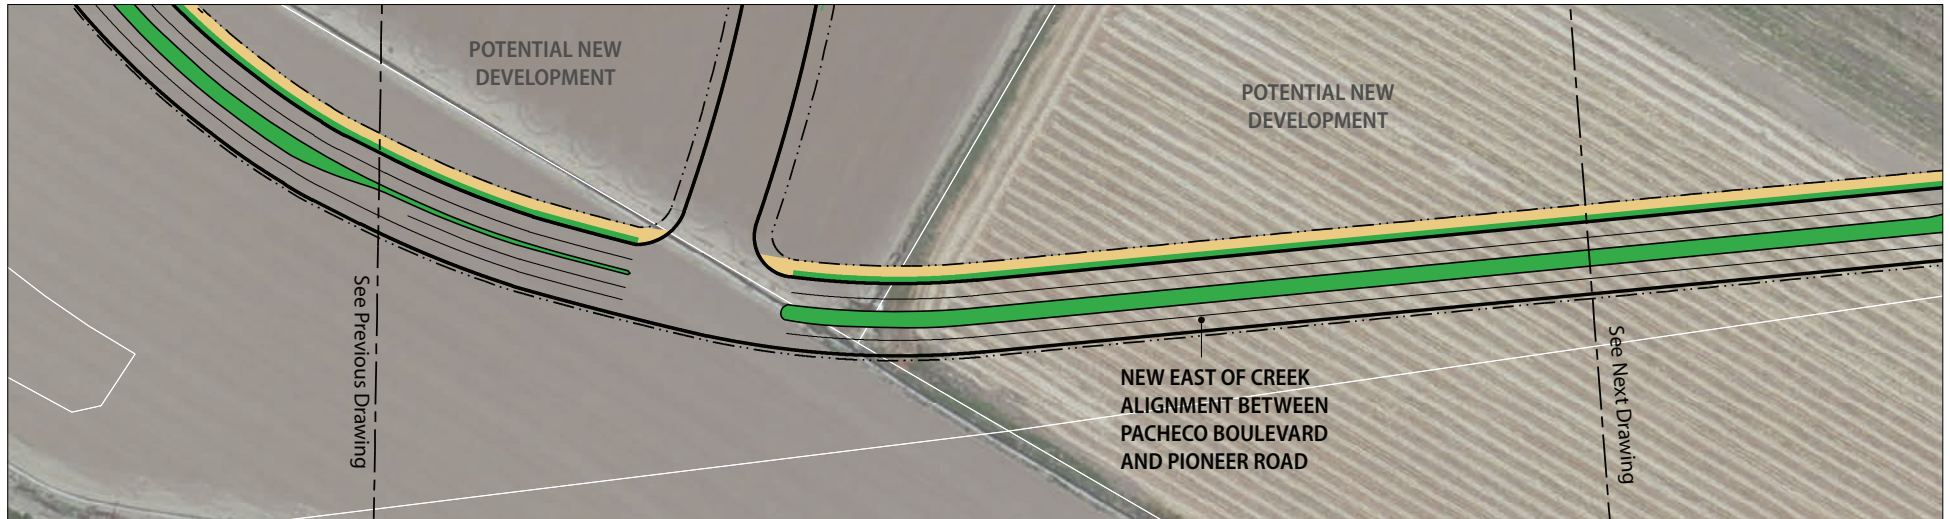 POTENTIAL NEW
DEVELOPMENT
POTENTIAL NEW
DEVELOPMENT
See Previous Drawing
See Next Drawing
NEW EAST OF CREEK
ALIGNMENT BETWEEN
PACHECO BOULEVARD
AND PIONEER ROAD